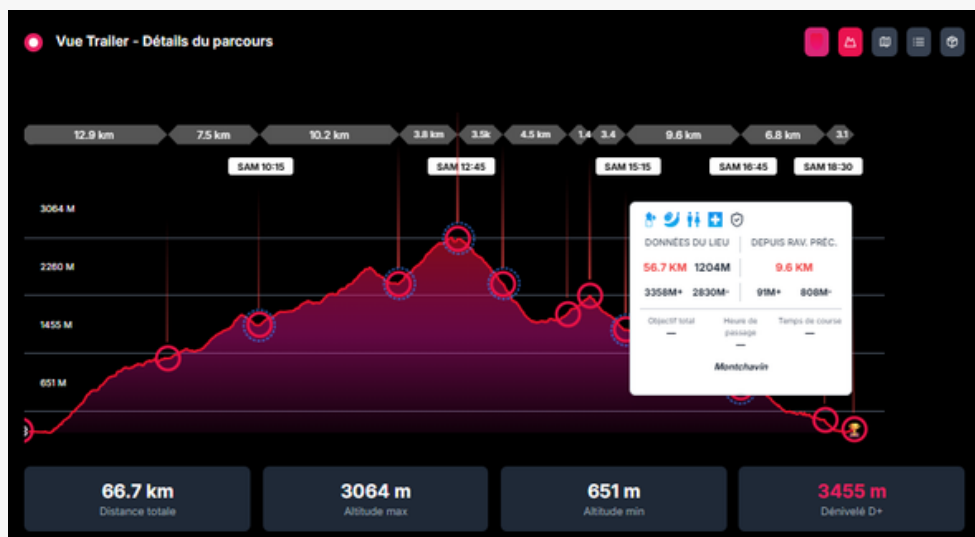 Vue Trailer - Détails du parcours
12.9 km 7.5 km 10.2 km 3.8 km 3.5k 4.5 km 1.4 3.4 9.6 km 6.8 km 3.1
SAM 10:15 SAM 12:45 SAM 15:15 SAM 16:45 SAM 18:30
3064 M
2260 M
1455 M
651 M
DONNÉES DU LIEU DEPUIS RAV. PRÉC.
56.7 KM 1204M 9.6 KM
3358M+ 2830M- 91M+ 808M-
Objectif total Heure de passage Temps de course
— — —
Montchavin
66.7 km 3064 m 651 m 3455 m
Distance totale Altitude max Altitude min Dénivelé D+